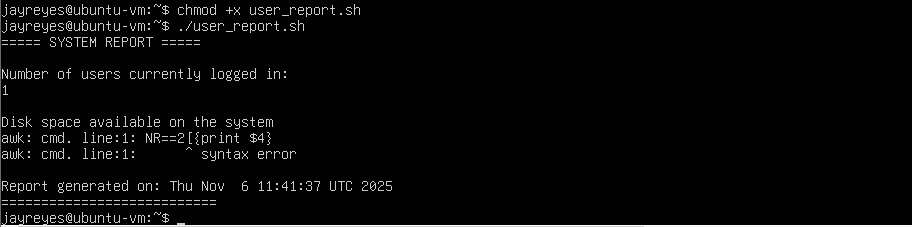 jayreyes@ubuntu-vm:~$ chmod +x user_report.sh
jayreyes@ubuntu-vm:~$ ./user_report.sh
===== SYSTEM REPORT =====
Number of users currently logged in:
1
Disk space available on the system
awk: cmd. line:1: NR==2[{print $4}
awk: cmd. line:1:      ^ syntax error
Report generated on: Thu Nov  6 11:41:37 UTC 2025
===========================
jayreyes@ubuntu-vm:~$ _